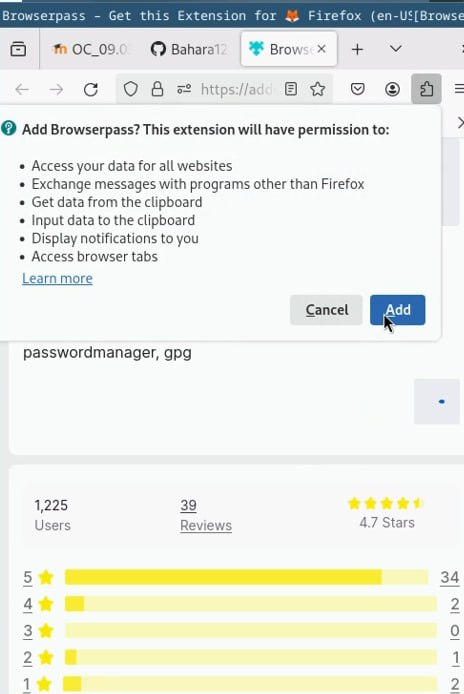 Browserpass – Get this Extension for 🦊 Firefox (en-US[Browse
OC_09.0
Bahara12
Brows
https://add
Add Browserpass? This extension will have permission to:
• Access your data for all websites
• Exchange messages with programs other than Firefox
• Get data from the clipboard
• Input data to the clipboard
• Display notifications to you
• Access browser tabs
Learn more
Cancel
Add
passwordmanager, gpg
1,225
Users
39
Reviews
4.7 Stars
5 34
4 2
3 0
2 1
1 2